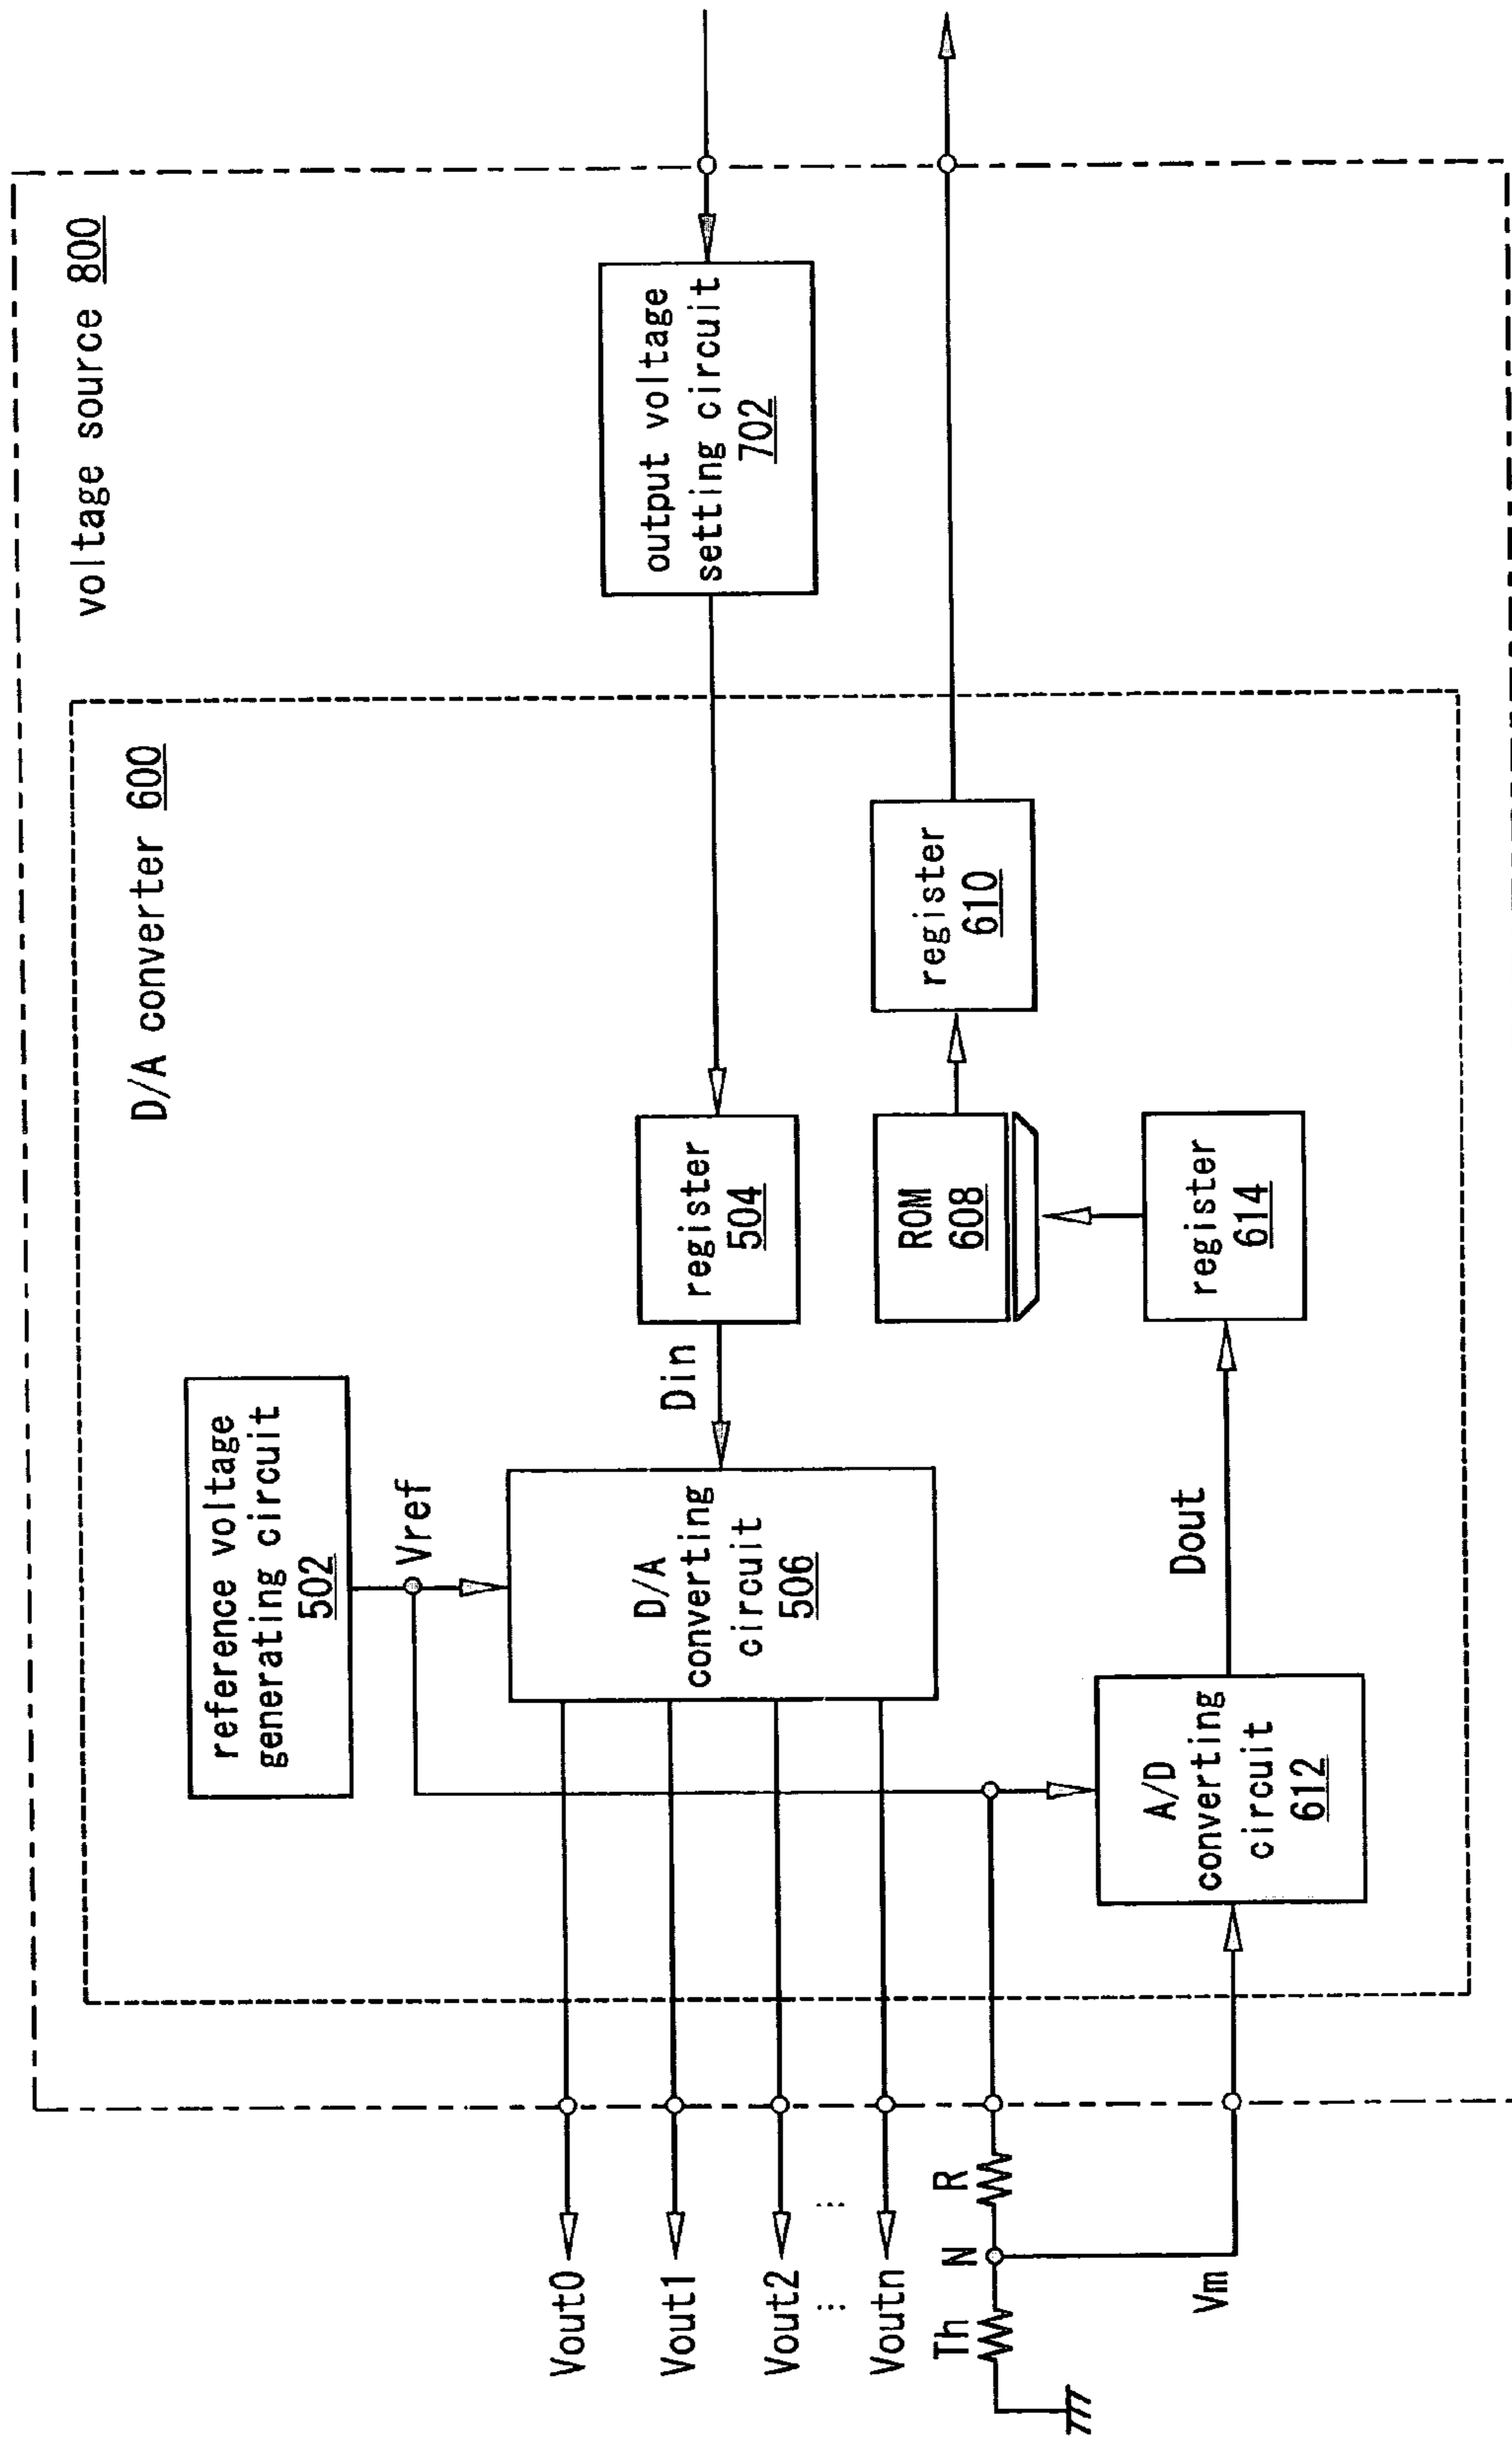 voltage source 800
D/A converter 600
reference voltage
generating circuit
502
Vref
output voltage
setting circuit
702
register
504
Din
D/A
converting
circuit
506
Vout0
Vout1
Vout2
Voutn
ROM
608
register
610
register
614
Dout
A/D
converting
circuit
612
Th
N
R
Vm